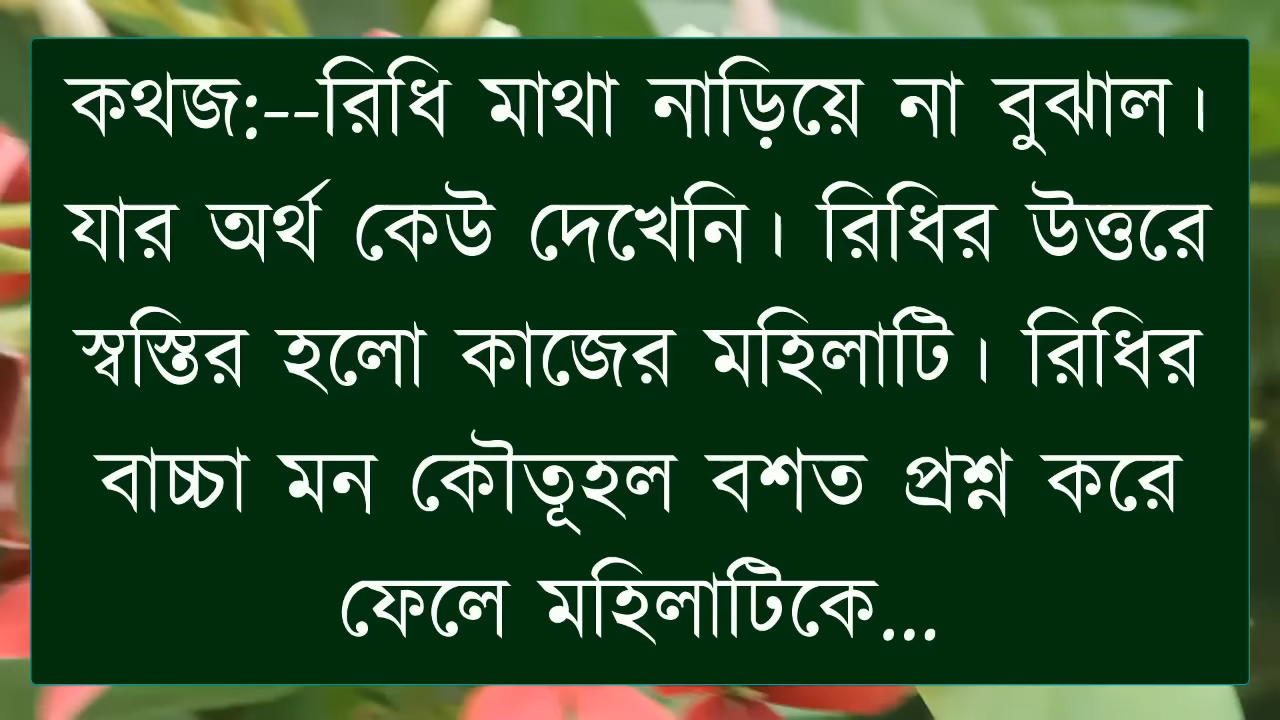 কথজ:--রিধি মাথা নাড়িয়ে না বুঝাল।
যার অর্থ কেউ দেখেনি। রিধির উত্তরে
স্বস্তির হলো কাজের মহিলাটি। রিধির
বাচ্চা মন কৌতূহল বশত প্রশ্ন করে
ফেলে মহিলাটিকে...